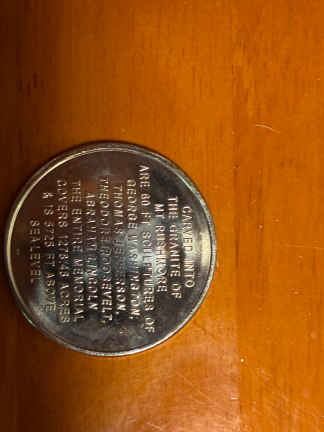 CARVED INTO
THE GRANITE OF
MT RUSHMORE
ARE 60 FT SCULPTURES OF
GEORGE WASHINGTON,
THOMAS JEFFERSON,
THEODORE ROOSEVELT,
ABRAHAM LINCOLN
THE ENTIRE MEMORIAL
COVERS 1278.45 ACRES
& IS 5725 FT ABOVE
SEA LEVEL